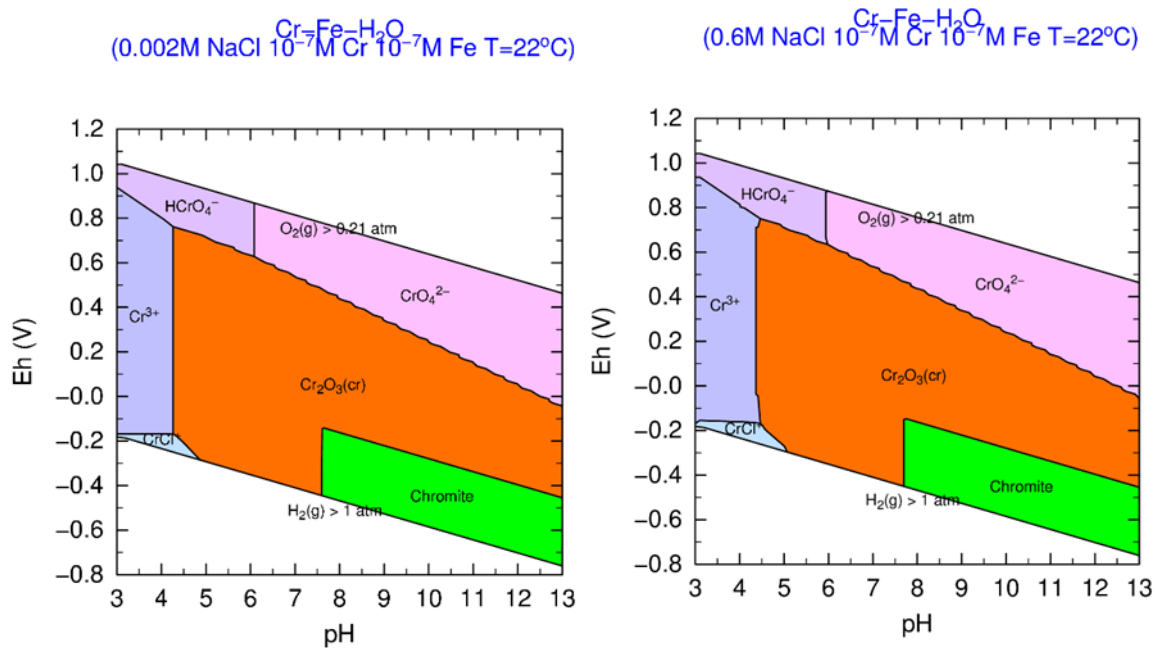 Cr–Fe–H₂O
(0.002M NaCl 10⁻⁷M Cr 10⁻⁷M Fe T=22ºC)
1.2
1.0
0.8
0.6
0.4
0.2
−0.0
−0.2
−0.4
−0.6
−0.8
Eh (V)
HCrO₄⁻
O₂(g) > 0.21 atm
CrO₄²⁻
Cr³⁺
Cr₂O₃(cr)
CrCl⁺
Chromite
H₂(g) > 1 atm
3 4 5 6 7 8 9 10 11 12 13
pH
Cr–Fe–H₂O
(0.6M NaCl 10⁻⁷M Cr 10⁻⁷M Fe T=22ºC)
1.2
1.0
0.8
0.6
0.4
0.2
−0.0
−0.2
−0.4
−0.6
−0.8
Eh (V)
HCrO₄⁻
O₂(g) > 0.21 atm
CrO₄²⁻
Cr³⁺
Cr₂O₃(cr)
CrCl⁺
Chromite
H₂(g) > 1 atm
3 4 5 6 7 8 9 10 11 12 13
pH